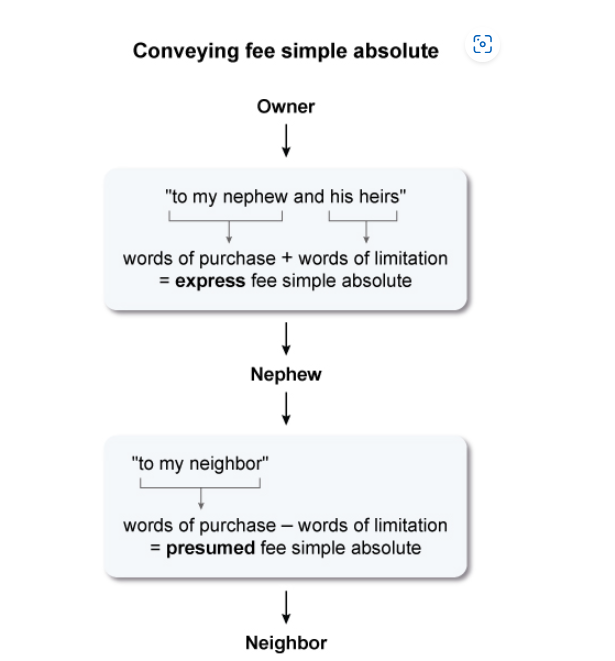 Conveying fee simple absolute
Owner
"to my nephew and his heirs"
words of purchase + words of limitation
= express fee simple absolute
Nephew
"to my neighbor"
words of purchase – words of limitation
= presumed fee simple absolute
Neighbor